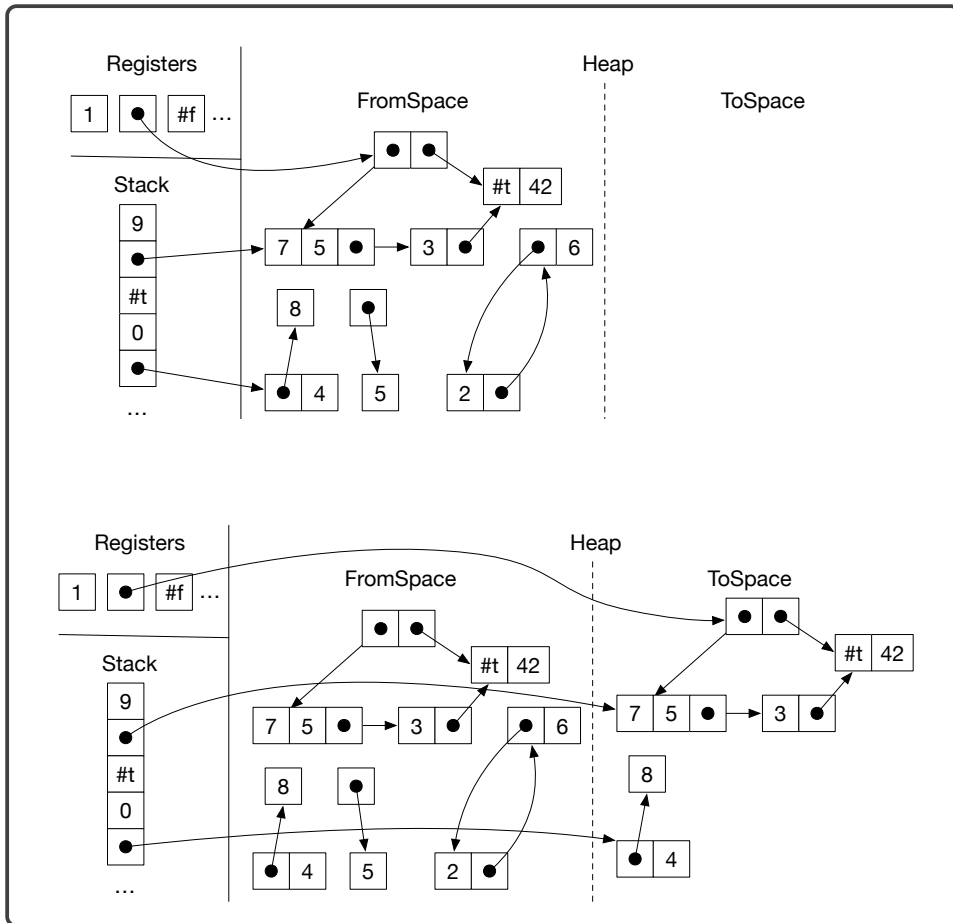 Registers
Heap
FromSpace
ToSpace
1 #f ...
#t 42
Stack
9
7 5 3 6
#t
8
0
4 5 2
...
Registers
Heap
FromSpace
ToSpace
1 #f ...
#t 42 #t 42
Stack
9
7 5 3 6 7 5 3
#t
8 8
0
4 5 2 4
...